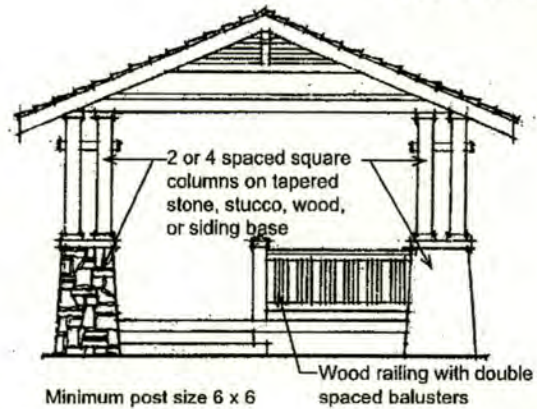 2 or 4 spaced square
columns on tapered
stone, stucco, wood,
or siding base
Wood railing with double
spaced balusters
Minimum post size 6 x 6